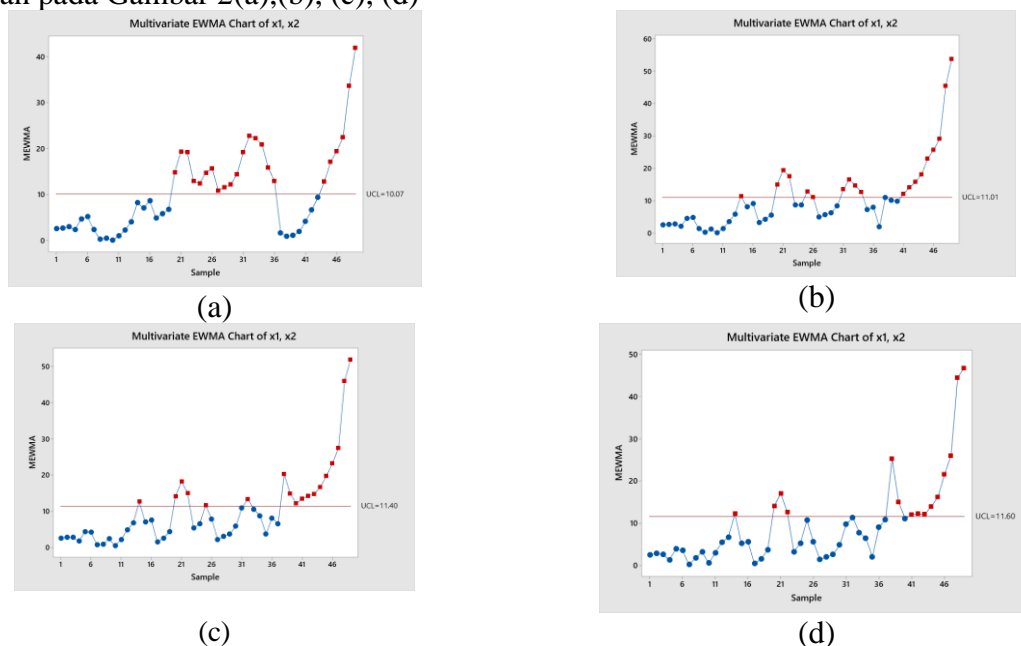 pada Gambar 2(a),(b), (c), (d)
Multivariate EWMA Chart of x1, x2
MEWMA
40
30
20
10
0
UCL=10.07
1 6 11 16 21 26 31 36 41 46
Sample
(a)
Multivariate EWMA Chart of x1, x2
MEWMA
60
50
40
30
20
10
0
UCL=11.01
1 6 11 16 21 26 31 36 41 46
Sample
(b)
Multivariate EWMA Chart of x1, x2
MEWMA
50
40
30
20
10
0
UCL=11.40
1 6 11 16 21 26 31 36 41 46
Sample
(c)
Multivariate EWMA Chart of x1, x2
MEWMA
50
40
30
20
10
0
UCL=11.60
1 6 11 16 21 26 31 36 41 46
Sample
(d)